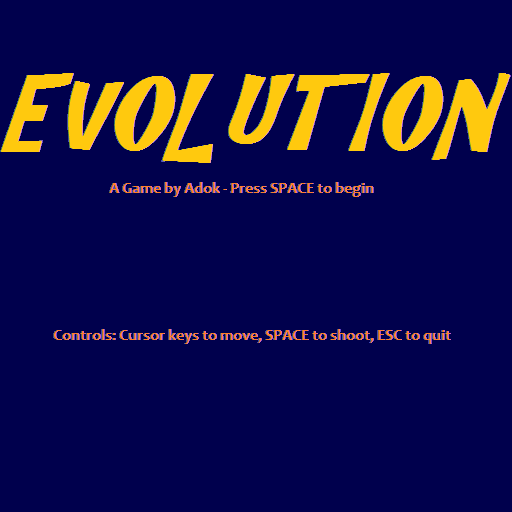 EVOLUTION
A Game by Adok - Press SPACE to begin
Controls: Cursor keys to move, SPACE to shoot, ESC to quit